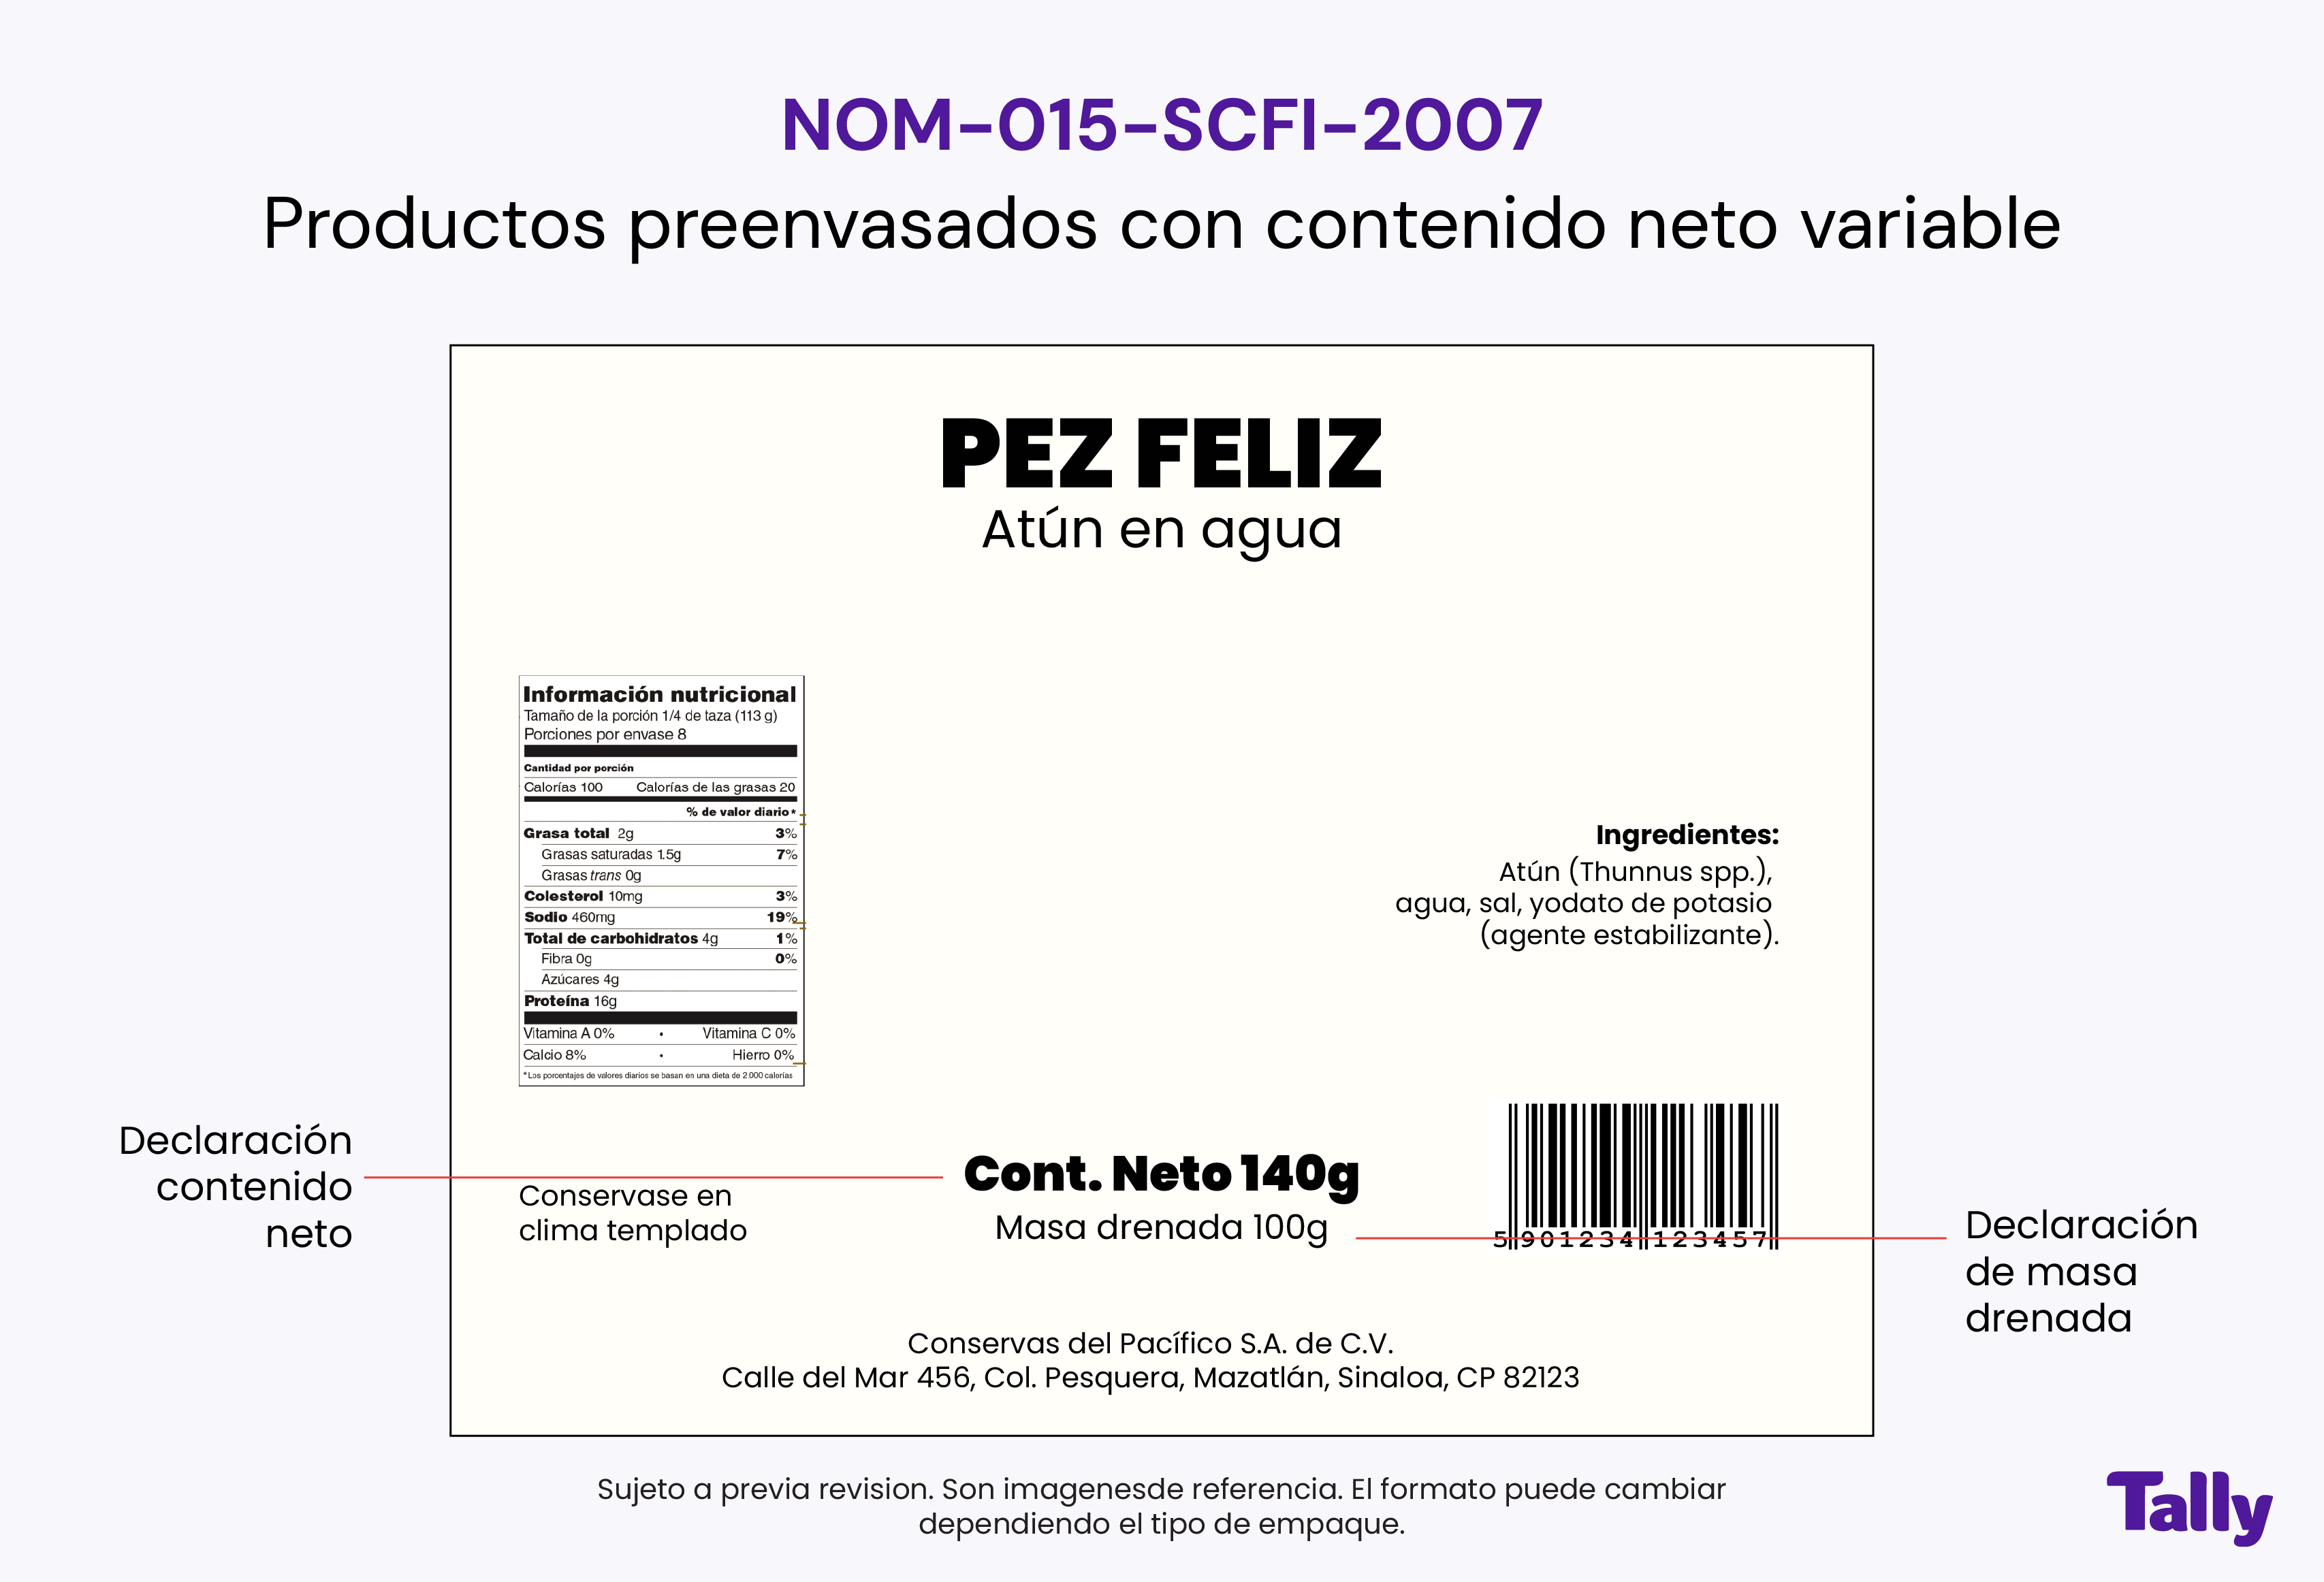 NOM-015-SCFI-2007
Productos preenvasados con contenido neto variable
PEZ FELIZ
Atún en agua
Información nutricional
Tamaño de la porción 1/4 de taza (113 g)
Porciones por envase 8
Cantidad por porción
Calorías 100 Calorías de las grasas 20
% de valor diario*
Grasa total 2g 3%
Grasas saturadas 1.5g 7%
Grasas trans 0g
Colesterol 10mg 3%
Sodio 460mg 19%
Total de carbohidratos 4g 1%
Fibra 0g 0%
Azúcares 4g
Proteína 16g
Vitamina A 0% • Vitamina C 0%
Calcio 8% • Hierro 0%
*Los porcentajes de valores diarios se basan en una dieta de 2.000 calorías
Ingredientes:
Atún (Thunnus spp.),
agua, sal, yodato de potasio
(agente estabilizante).
Declaración
contenido
neto
Conservase en
clima templado
Cont. Neto 140g
Masa drenada 100g
5 901234 123457
Declaración
de masa
drenada
Conservas del Pacífico S.A. de C.V.
Calle del Mar 456, Col. Pesquera, Mazatlán, Sinaloa, CP 82123
Sujeto a previa revision. Son imagenesde referencia. El formato puede cambiar
dependiendo el tipo de empaque.
Tally